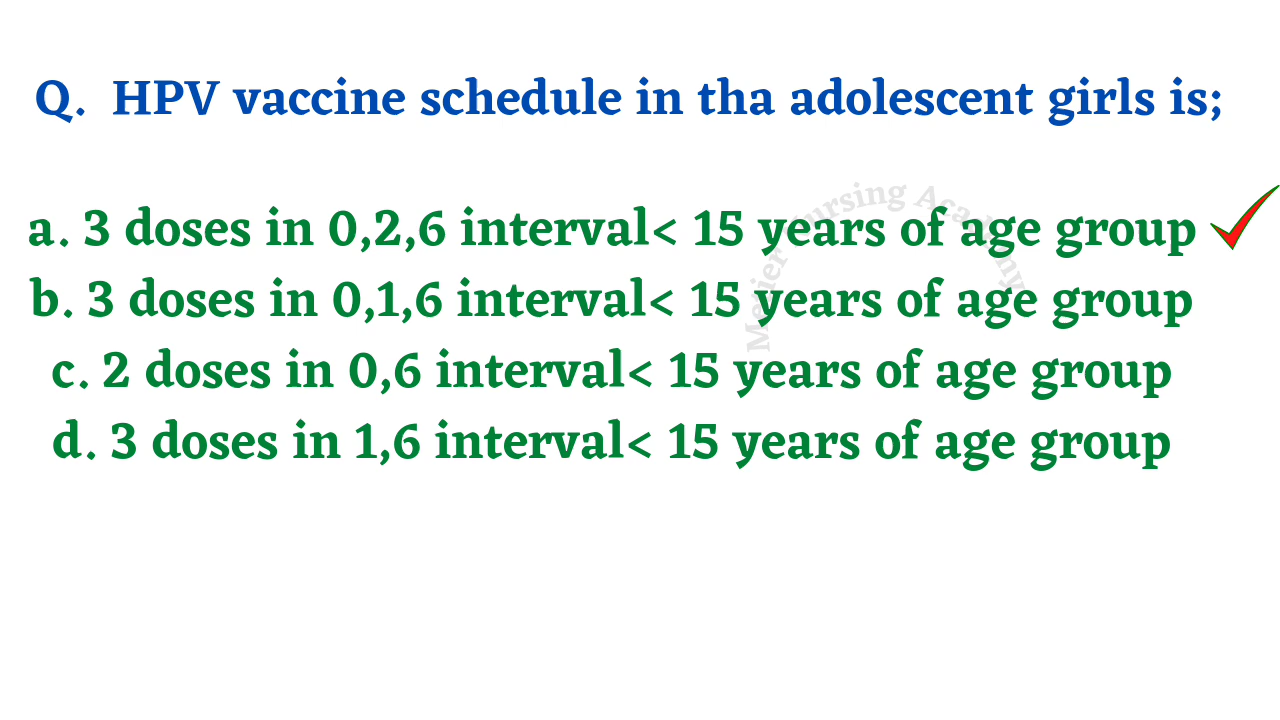 Q. HPV vaccine schedule in tha adolescent girls is;
a. 3 doses in 0,2,6 interval< 15 years of age group
b. 3 doses in 0,1,6 interval< 15 years of age group
c. 2 doses in 0,6 interval< 15 years of age group
d. 3 doses in 1,6 interval< 15 years of age group
Nursing Academy